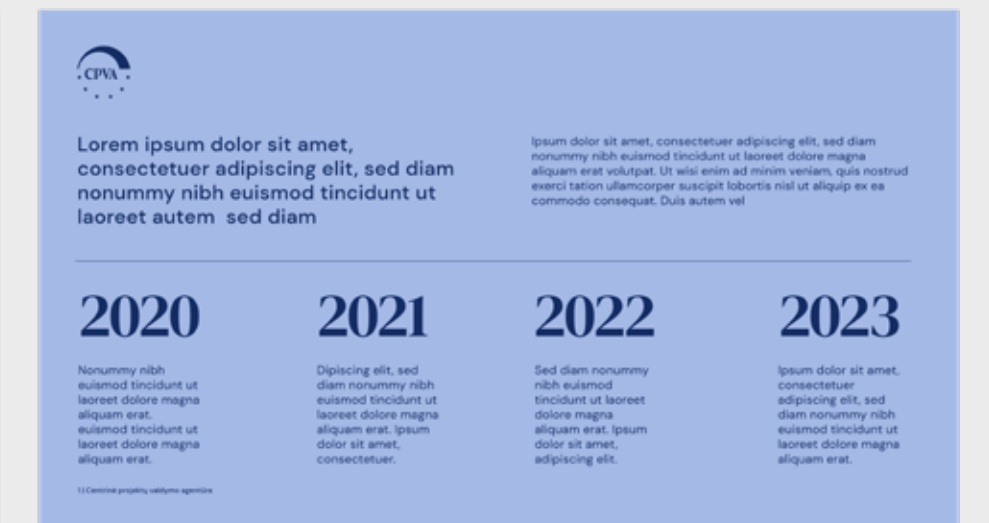 CPVA
Lorem ipsum dolor sit amet,
consectetuer adipiscing elit, sed diam
nonummy nibh euismod tincidunt ut
laoreet autem  sed diam
Ipsum dolor sit amet, consectetuer adipiscing elit, sed diam
nonummy nibh euismod tincidunt ut laoreet dolore magna
aliquam erat volutpat. Ut wisi enim ad minim veniam, quis nostrud
exerci tation ullamcorper suscipit lobortis nisl ut aliquip ex ea
commodo consequat. Duis autem vel
2020
Nonummy nibh
euismod tincidunt ut
laoreet dolore magna
aliquam erat.
euismod tincidunt ut
laoreet dolore magna
aliquam erat.
2021
Dipiscing elit, sed
diam nonummy nibh
euismod tincidunt ut
laoreet dolore magna
aliquam erat. Ipsum
dolor sit amet,
consectetuer.
2022
Sed diam nonummy
nibh euismod
tincidunt ut laoreet
dolore magna
aliquam erat. Ipsum
dolor sit amet,
adipiscing elit.
2023
Ipsum dolor sit amet,
consectetuer
adipiscing elit, sed
diam nonummy nibh
euismod tincidunt ut
laoreet dolore magna
aliquam erat.
1 | Centrinė projektų valdymo agentūra